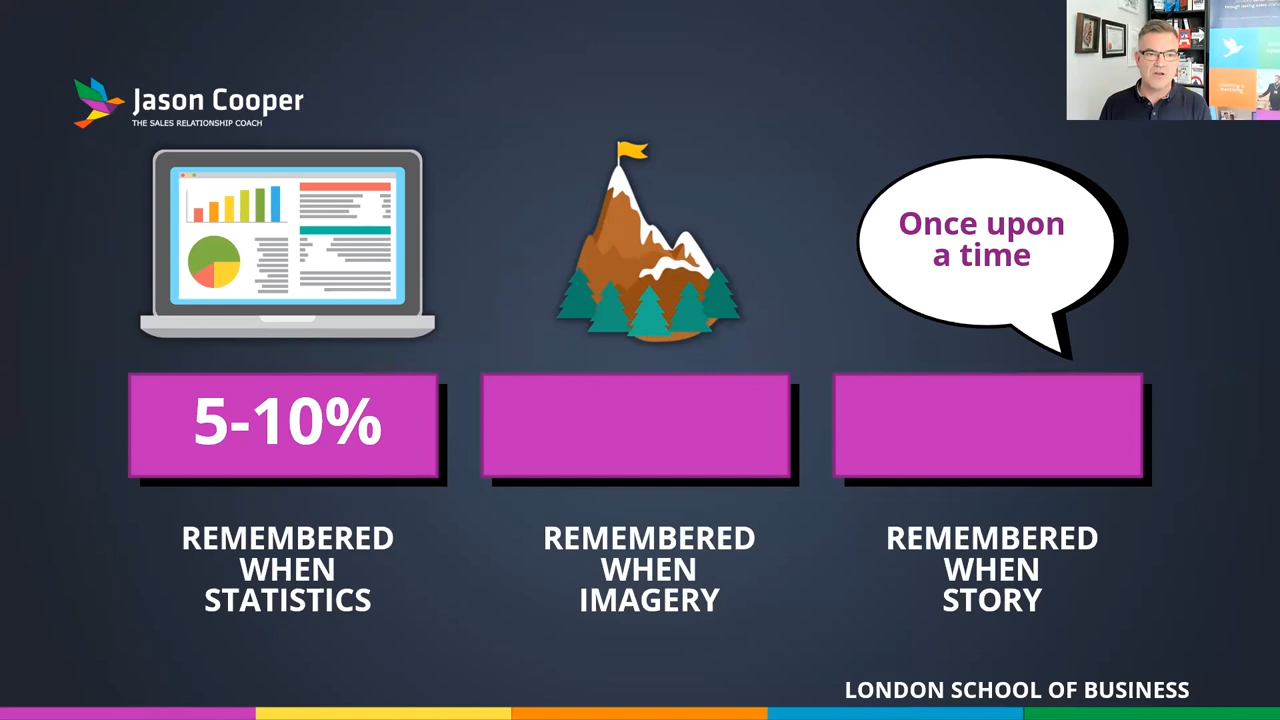 Jason Cooper
THE SALES RELATIONSHIP COACH
Once upon
a time
5-10%
REMEMBERED
WHEN
STATISTICS
REMEMBERED
WHEN
IMAGERY
REMEMBERED
WHEN
STORY
LONDON SCHOOL OF BUSINESS